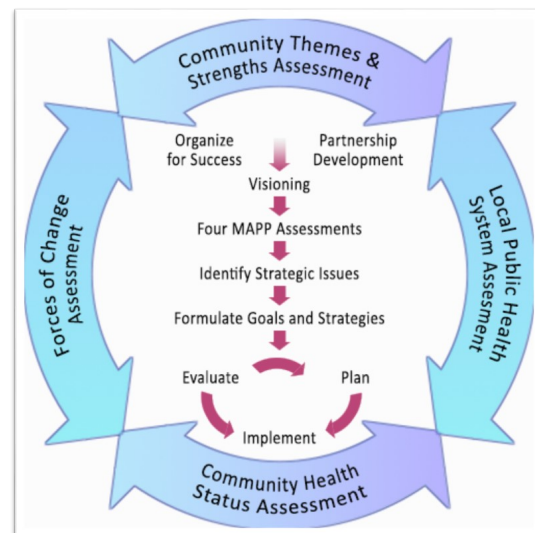 Community Themes &
Strengths Assessment
Organize
for Success
Partnership
Development
Visioning
Four MAPP Assessments
Identify Strategic Issues
Formulate Goals and Strategies
Evaluate
Plan
Implement
Forces of Change
Assessment
Local Public Health
System Assesment
Community Health
Status Assessment